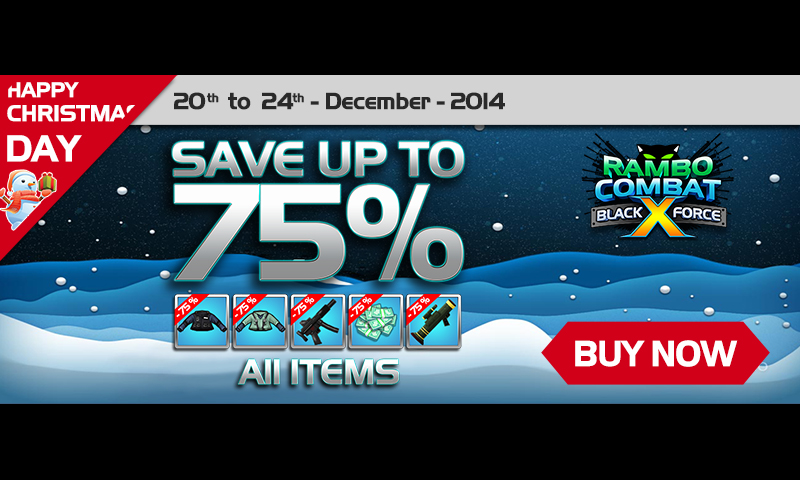 HAPPY
CHRISTMAS
DAY
20th to 24th - December - 2014
SAVE UP TO
75%
RAMBO
COMBAT
BLACK X FORCE
-75%
-75%
-75%
-75%
-75%
All ITEMS
BUY NOW